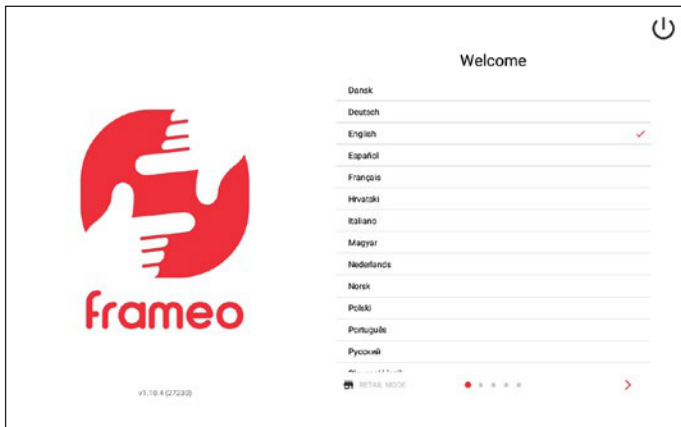 Welcome
Dansk
Deutsch
English
Español
Français
Hrvatski
Italiano
Magyar
Nederlands
Norsk
Polski
Português
Русский
frameo
RETAIL MODE
v1.10.4 (27230)